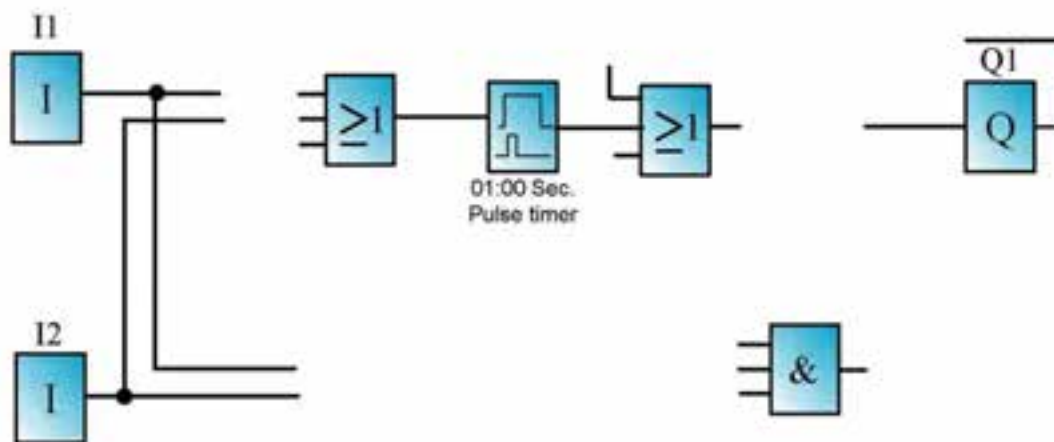 I1
I
≥1
≥1
Q1
Q
01:00 Sec.
Pulse timer
I2
I
&